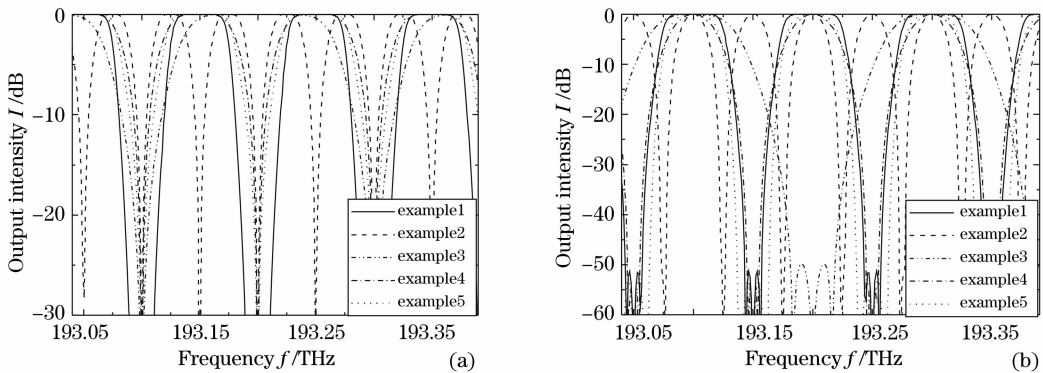 Output intensity I /dB
0
−10
−20
−30
193.05
193.15
193.25
193.35
Frequency f /THz
(a)
example1
example2
example3
example4
example5
Output intensity I /dB
0
−10
−20
−30
−40
−50
−60
193.05
193.15
193.25
193.35
Frequency f /THz
(b)
example1
example2
example3
example4
example5